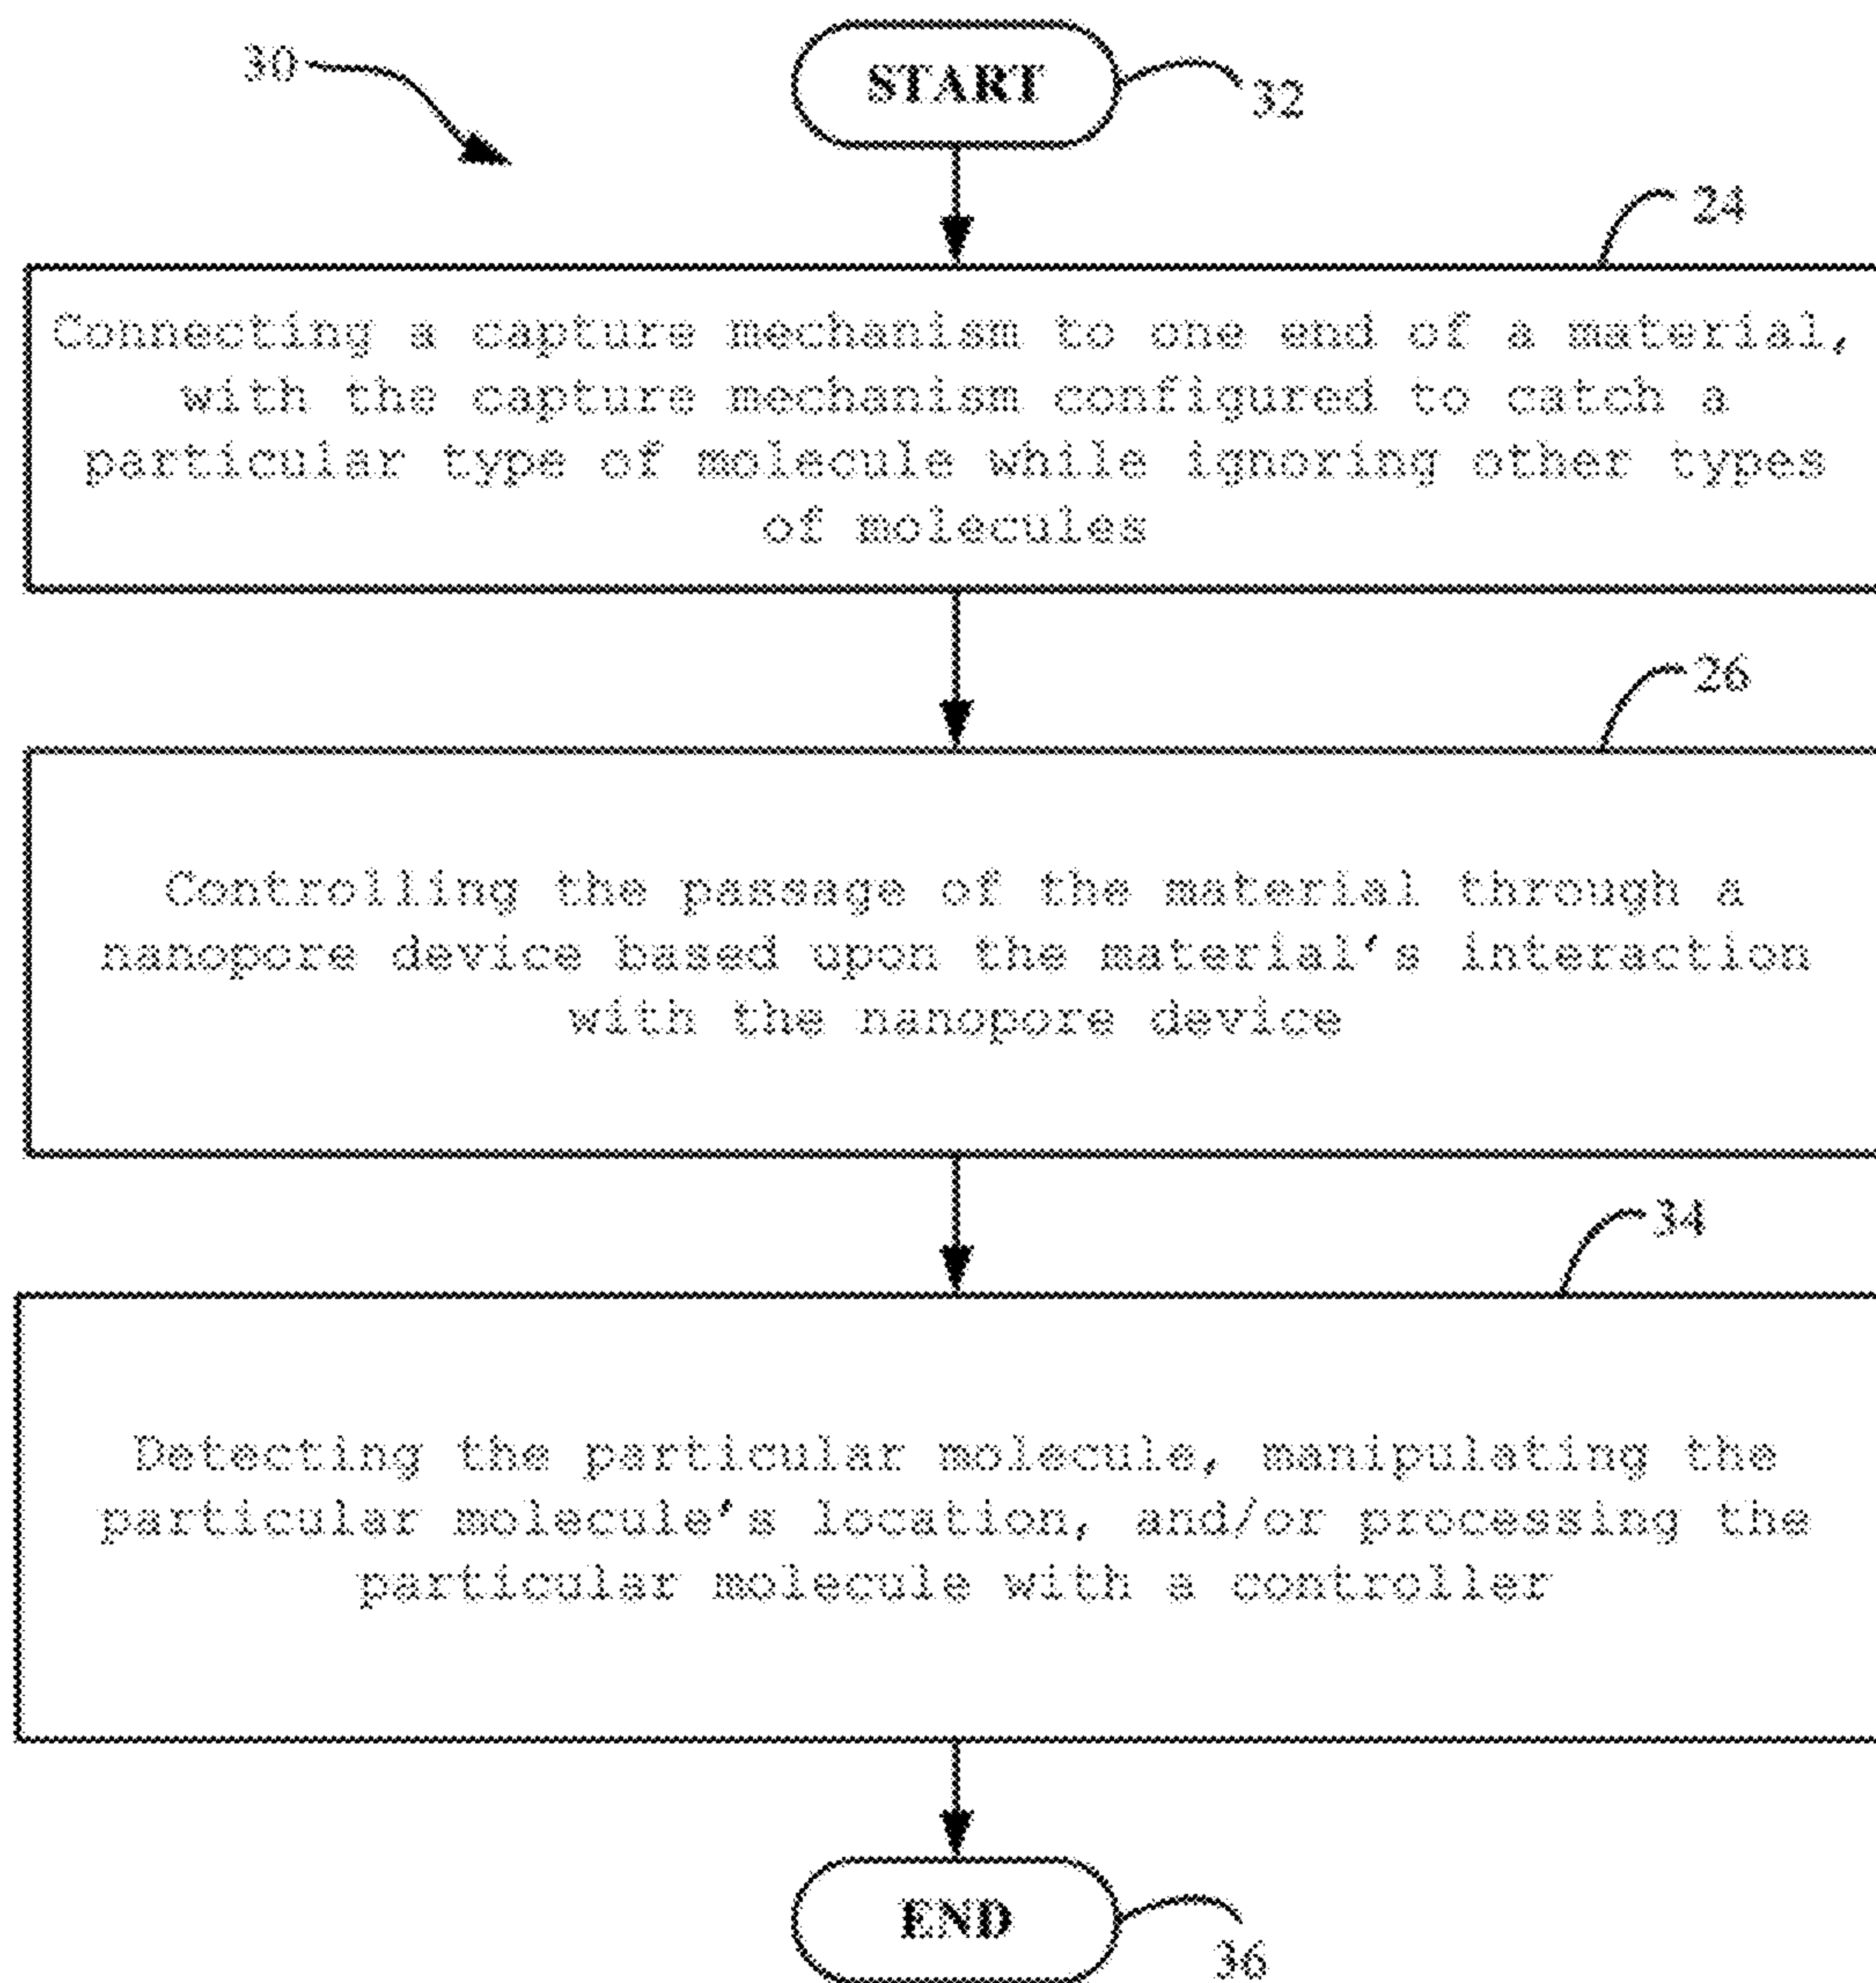 30
START
32
24
Connecting a capture mechanism to one end of a material,
with the capture mechanism configured to catch a
particular type of molecule while ignoring other types
of molecules
26
Controlling the passage of the material through a
nanopore device based upon the material's interaction
with the nanopore device
34
Detecting the particular molecule, manipulating the
particular molecule's location, and/or processing the
particular molecule with a controller
END
36